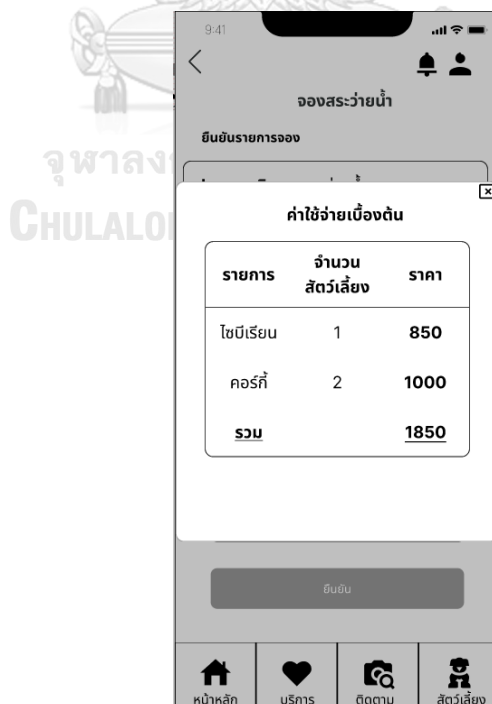 9:41
จองสระว่ายน้ำ
ยืนยันรายการจอง
จุฬาลง
CHULALO
ค่าใช้จ่ายเบื้องต้น
รายการ จำนวนสัตว์เลี้ยง ราคา
ไซบีเรียน 1 850
คอร์กี้ 2 1000
รวม 1850
ยืนยัน
หน้าหลัก บริการ ติดตาม สัตว์เลี้ยง